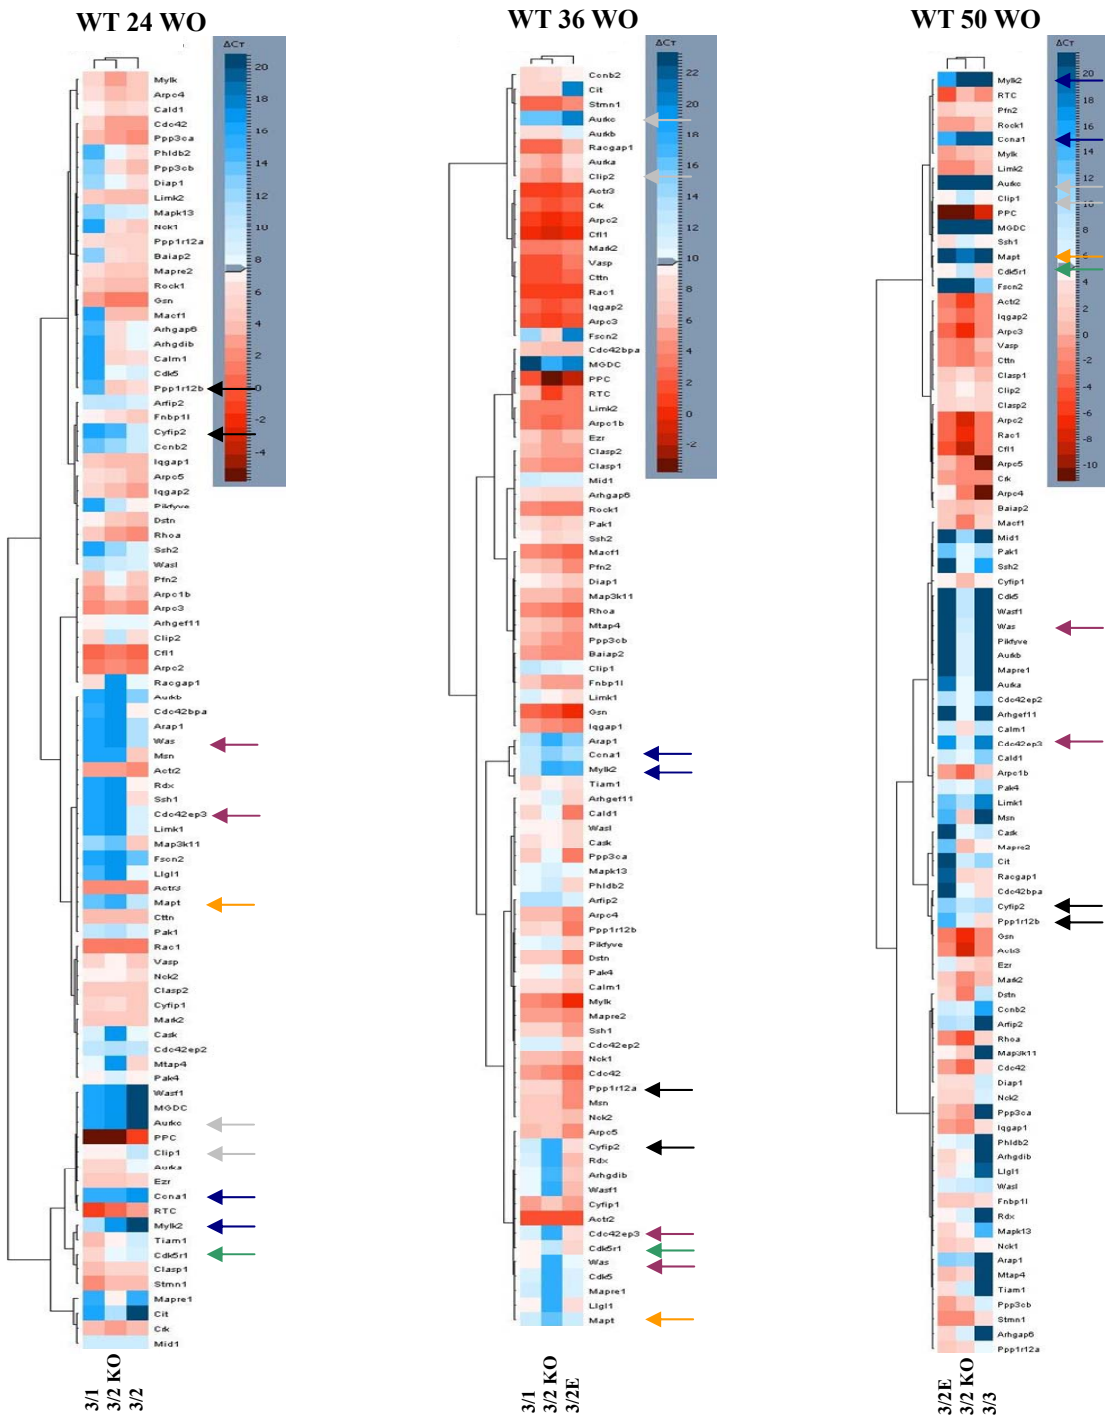 WT 24 WO
ΔCт
20
18
16
14
12
10
8
6
4
2
0
-2
-4
Mylk
Arpc4
Cald1
Cdc42
Ppp3ca
Phldb2
Ppp3cb
Diap1
Limk2
Mapk13
Nck1
Ppp1r12a
Baiap2
Mapre2
Rock1
Gsn
Macf1
Arhgap6
Arhgdib
Calm1
Cdk5
Ppp1r12b
Arfip2
Fnbp1l
Cyfip2
Ccnb2
Iqgap1
Arpc5
Iqgap2
Pikfyve
Dstn
Rhoa
Ssh2
Wasl
Pfn2
Arpc1b
Arpc3
Arhgef11
Clip2
Cfl1
Arpc2
Racgap1
Aurkb
Cdc42bpa
Arap1
Was
Msn
Actr2
Rdx
Ssh1
Cdc42ep3
Limk1
Map3k11
Fscn2
Llgl1
Actr3
Mapt
Cttn
Pak1
Rac1
Vasp
Nck2
Clasp2
Cyfip1
Mark2
Cask
Cdc42ep2
Mtap4
Pak4
Wasf1
MGDC
Aurkc
PPC
Clip1
Aurka
Ezr
Ccna1
RTC
Mylk2
Tiam1
Cdk5r1
Clasp1
Stmn1
Mapre1
Cit
Crk
Mid1
3/1
3/2 KO
3/2
WT 36 WO
ΔCт
22
20
18
16
14
12
10
8
6
4
2
0
-2
Ccnb2
Cit
Stmn1
Aurkc
Aurkb
Racgap1
Aurka
Clip2
Actr3
Crk
Arpc2
Cfl1
Mark2
Vasp
Cttn
Rac1
Iqgap2
Arpc3
Fscn2
Cdc42bpa
MGDC
PPC
RTC
Limk2
Arpc1b
Ezr
Clasp2
Clasp1
Mid1
Arhgap6
Rock1
Pak1
Ssh2
Macf1
Pfn2
Diap1
Map3k11
Rhoa
Mtap4
Ppp3cb
Baiap2
Clip1
Fnbp1l
Limk1
Gsn
Iqgap1
Arap1
Ccna1
Mylk2
Tiam1
Arhgef11
Cald1
Wasl
Cask
Ppp3ca
Mapk13
Phldb2
Arfip2
Arpc4
Ppp1r12b
Pikfyve
Dstn
Pak4
Calm1
Mylk
Mapre2
Ssh1
Cdc42ep2
Nck1
Cdc42
Ppp1r12a
Msn
Nck2
Arpc5
Cyfip2
Rdx
Arhgdib
Wasf1
Cyfip1
Actr2
Cdc42ep3
Cdk5r1
Was
Cdk5
Mapre1
Llgl1
Mapt
3/1
3/2 KO
3/2E
WT 50 WO
ΔCт
20
18
16
14
12
10
8
6
4
2
0
-2
-4
-6
-8
-10
Mylk2
RTC
Pfn2
Rock1
Ccna1
Mylk
Limk2
Aurkc
Clip1
PPC
MGDC
Ssh1
Mapt
Cdk5r1
Fscn2
Actr2
Iqgap2
Arpc3
Vasp
Cttn
Clasp1
Clip2
Clasp2
Arpc2
Rac1
Cfl1
Arpc5
Crk
Arpc4
Baiap2
Macf1
Mid1
Pak1
Ssh2
Cyfip1
Cdk5
Wasf1
Was
Pikfyve
Aurkb
Mapre1
Aurka
Cdc42ep2
Arhgef11
Calm1
Cdc42ep3
Cald1
Arpc1b
Pak4
Limk1
Msn
Cask
Mapre2
Cit
Racgap1
Cdc42bpa
Cyfip2
Ppp1r12b
Gsn
Actr3
Ezr
Mark2
Dstn
Ccnb2
Arfip2
Rhoa
Map3k11
Cdc42
Diap1
Nck2
Ppp3ca
Iqgap1
Phldb2
Arhgdib
Llgl1
Wasl
Fnbp1l
Rdx
Mapk13
Nck1
Arap1
Mtap4
Tiam1
Ppp3cb
Stmn1
Arhgap6
Ppp1r12a
3/2E
3/2 KO
3/3